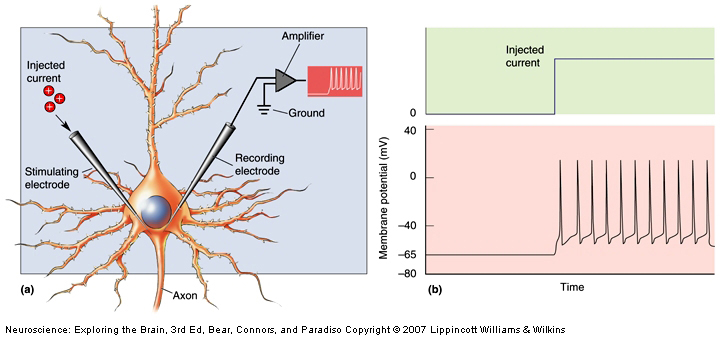 Injected
current
Stimulating
electrode
Amplifier
Ground
Recording
electrode
Axon
(a)
Injected
current
0
Membrane potential (mV)
40
0
−40
−65
−80
(b)
Time
Neuroscience: Exploring the Brain, 3rd Ed, Bear, Connors, and Paradiso Copyright © 2007 Lippincott Williams & Wilkins